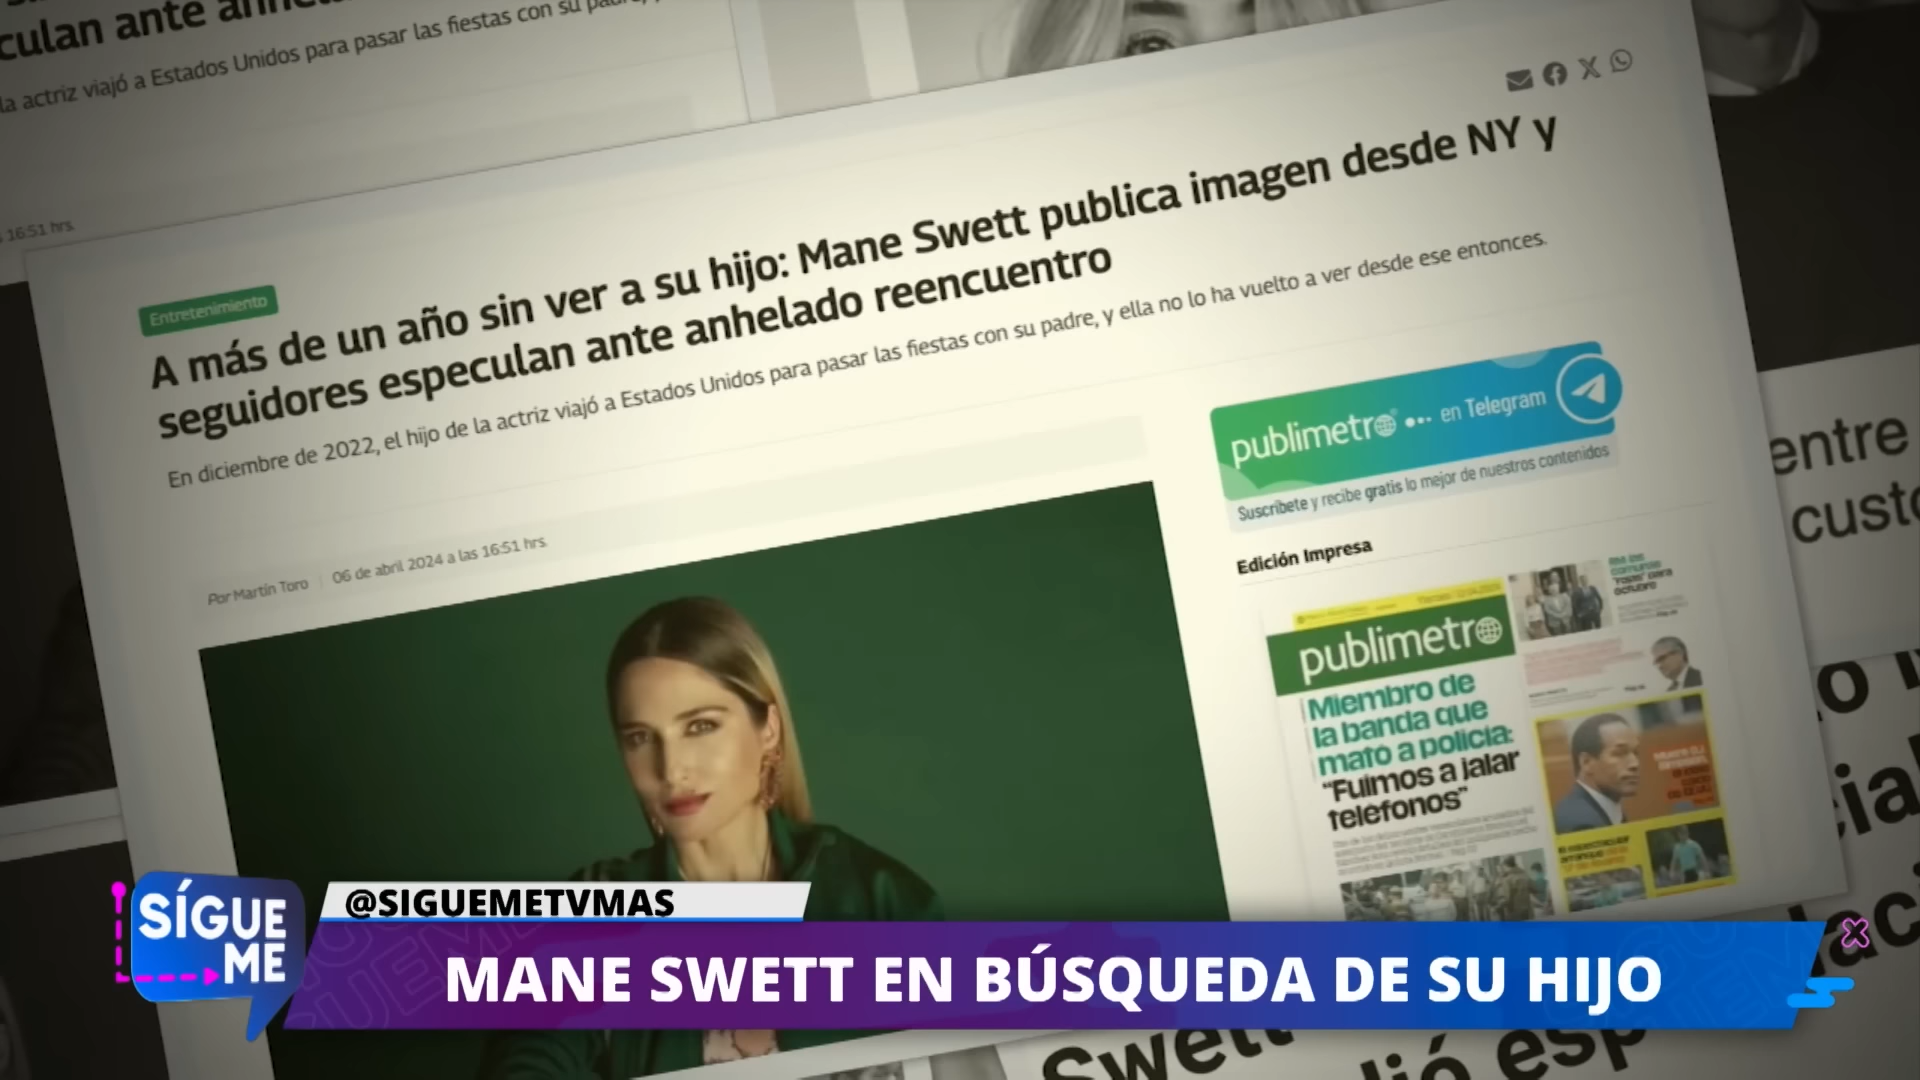 culan ante
la actriz viajó a Estados Unidos para pasar las fiestas con su padre,
16:51 hrs.
Entretenimiento
A más de un año sin ver a su hijo: Mane Swett publica imagen desde NY y
seguidores especulan ante anhelado reencuentro
En diciembre de 2022, el hijo de la actriz viajó a Estados Unidos para pasar las fiestas con su padre, y ella no lo ha vuelto a ver desde ese entonces.
Por Martín Toro | 06 de abril 2024 a las 16:51 hrs.
publimetro ••• en Telegram
Suscríbete y recibe gratis lo mejor de nuestros contenidos
Edición Impresa
publimetro
Miembro de
la banda que
mató a policía:
"Fuimos a jalar
teléfonos"
entre
SÍGUE
ME
@SIGUEMETVMAS
MANE SWETT EN BÚSQUEDA DE SU HIJO
Swett